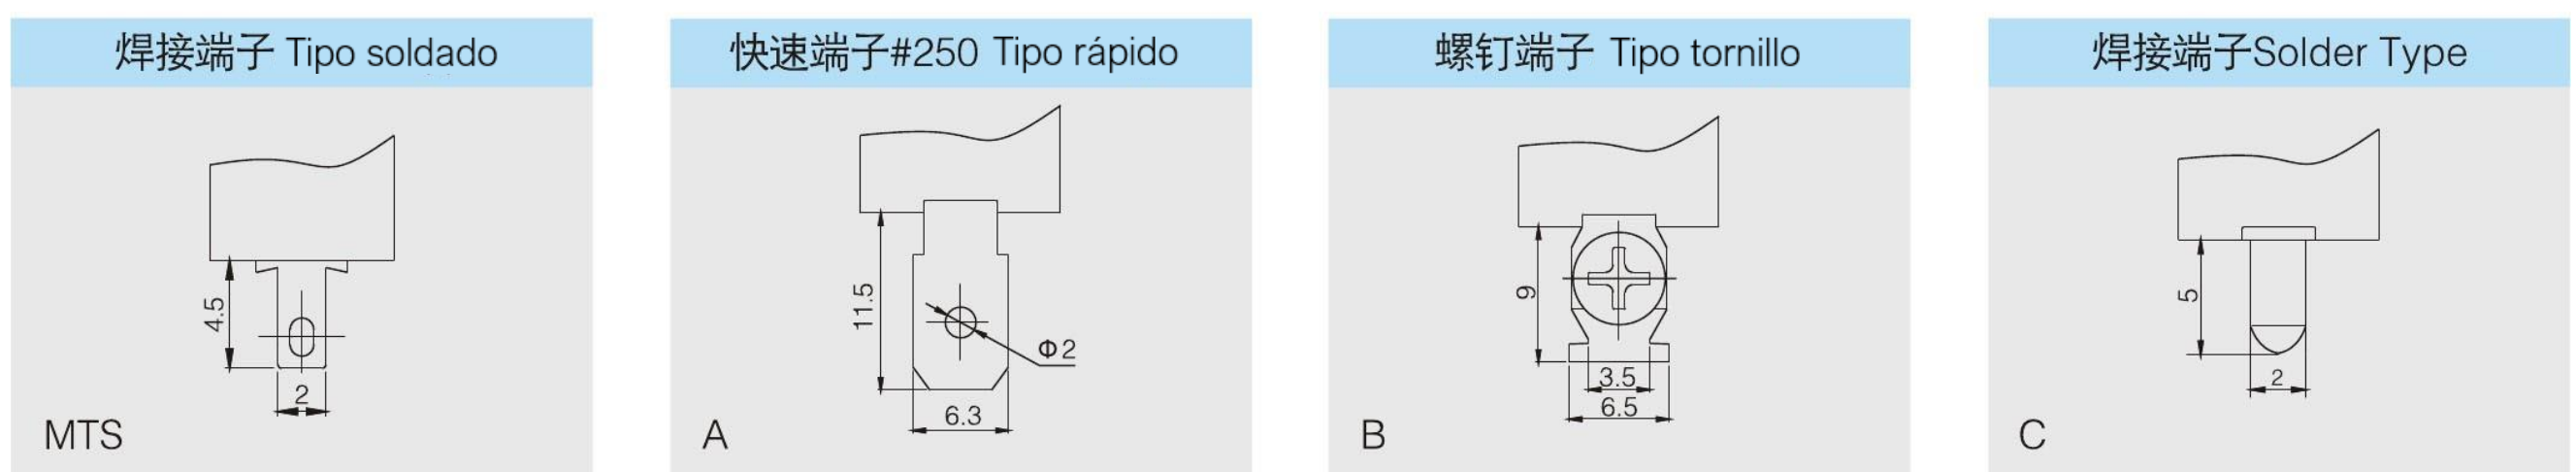 焊接端子 Tipo soldado
4.5
2
MTS
快速端子#250 Tipo rápido
11.5
Φ2
6.3
A
螺钉端子 Tipo tornillo
9
3.5
6.5
B
焊接端子Solder Type
5
2
C